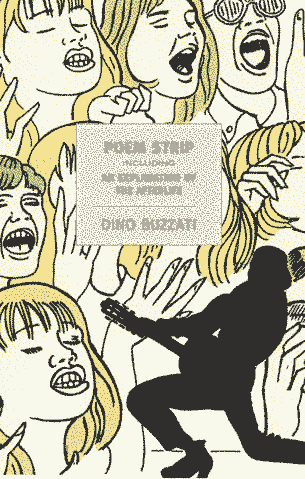 POEM STRIP
INCLUDING
AN EXPLANATION OF
THE AFTERLIFE
DINO BUZZATI